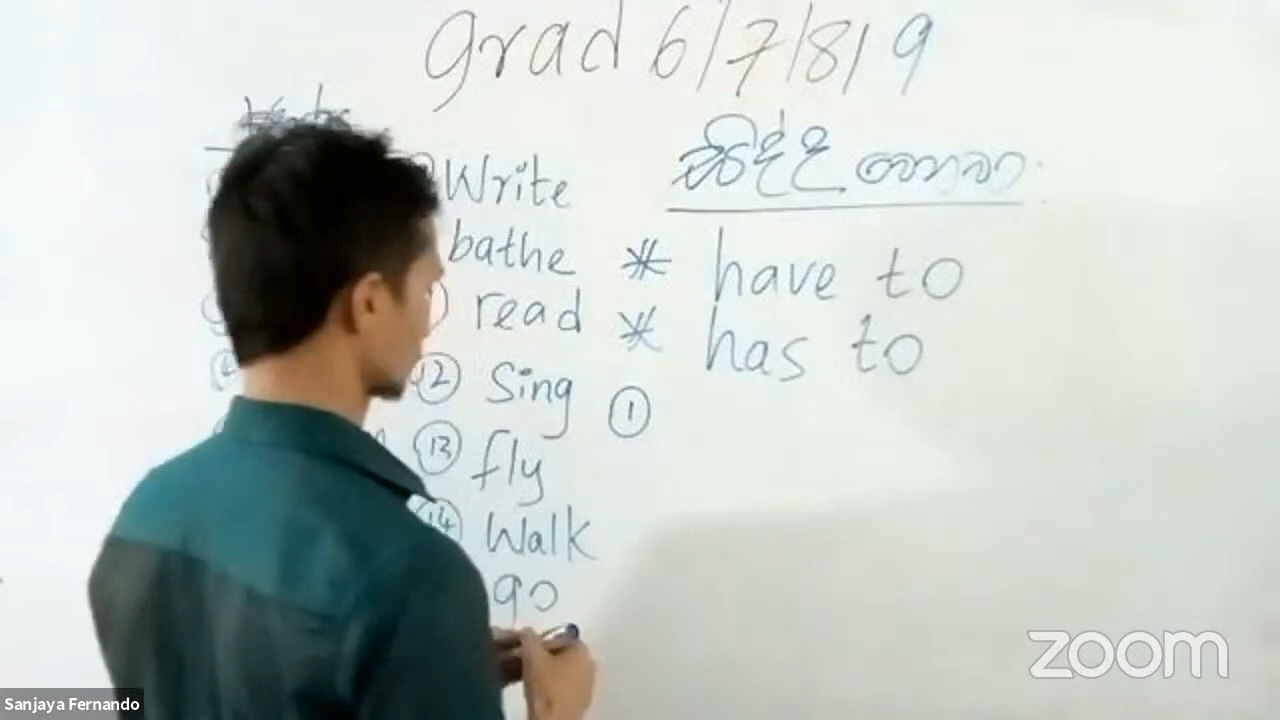 grad 6/7/8/9
සිද්ද වෙනවා.
Write
bathe
read
12 Sing
13 fly
14 Walk
go
* have to
* has to
1
zoom
Sanjaya Fernando